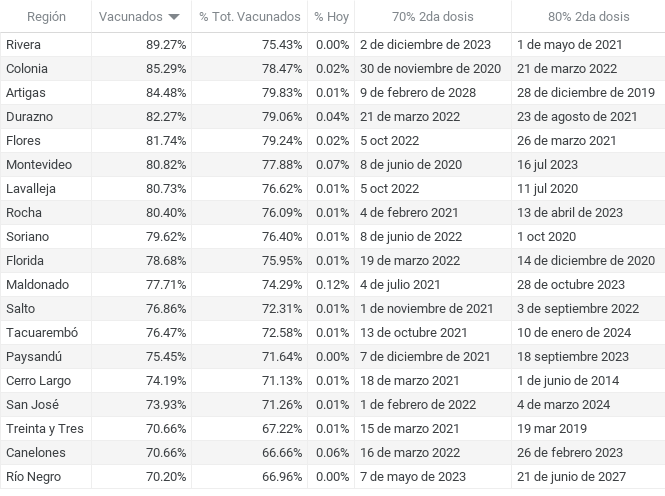 Región Vacunados % Tot. Vacunados % Hoy 70% 2da dosis 80% 2da dosis
Rivera 89.27% 75.43% 0.00% 2 de diciembre de 2023 1 de mayo de 2021
Colonia 85.29% 78.47% 0.02% 30 de noviembre de 2020 21 de marzo 2022
Artigas 84.48% 79.83% 0.01% 9 de febrero de 2028 28 de diciembre de 2019
Durazno 82.27% 79.06% 0.04% 21 de marzo 2022 23 de agosto de 2021
Flores 81.74% 79.24% 0.02% 5 oct 2022 26 de marzo 2021
Montevideo 80.82% 77.88% 0.07% 8 de junio de 2020 16 jul 2023
Lavalleja 80.73% 76.62% 0.01% 5 oct 2022 11 jul 2020
Rocha 80.40% 76.09% 0.01% 4 de febrero 2021 13 de abril de 2023
Soriano 79.62% 76.40% 0.01% 8 de junio de 2022 1 oct 2020
Florida 78.68% 75.95% 0.01% 19 de marzo 2022 14 de diciembre de 2020
Maldonado 77.71% 74.29% 0.12% 4 de julio 2021 28 de octubre 2023
Salto 76.86% 72.31% 0.01% 1 de noviembre de 2021 3 de septiembre 2022
Tacuarembó 76.47% 72.58% 0.01% 13 de octubre 2021 10 de enero de 2024
Paysandú 75.45% 71.64% 0.00% 7 de diciembre de 2021 18 septiembre 2023
Cerro Largo 74.19% 71.13% 0.01% 18 de marzo 2021 1 de junio de 2014
San José 73.93% 71.26% 0.01% 1 de febrero de 2022 4 de marzo 2024
Treinta y Tres 70.66% 67.22% 0.01% 15 de marzo 2021 19 mar 2019
Canelones 70.66% 66.66% 0.06% 16 de marzo 2022 26 de febrero 2023
Río Negro 70.20% 66.96% 0.00% 7 de mayo de 2023 21 de junio de 2027